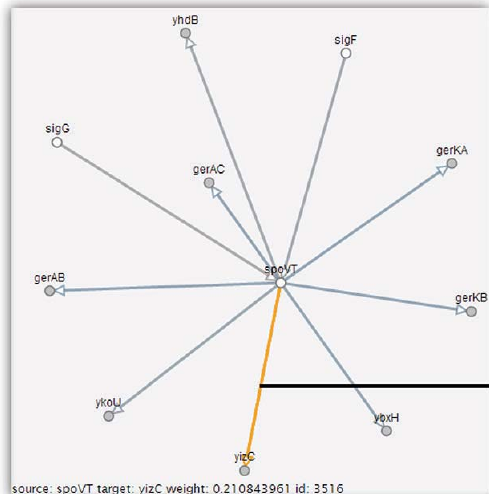 yhdB
sigF
sigG
gerAC
gerKA
spoVT
gerAB
gerKB
ykoU
ybxH
yizC
source: spoVT target: yizC weight: 0.210843961 id: 3516